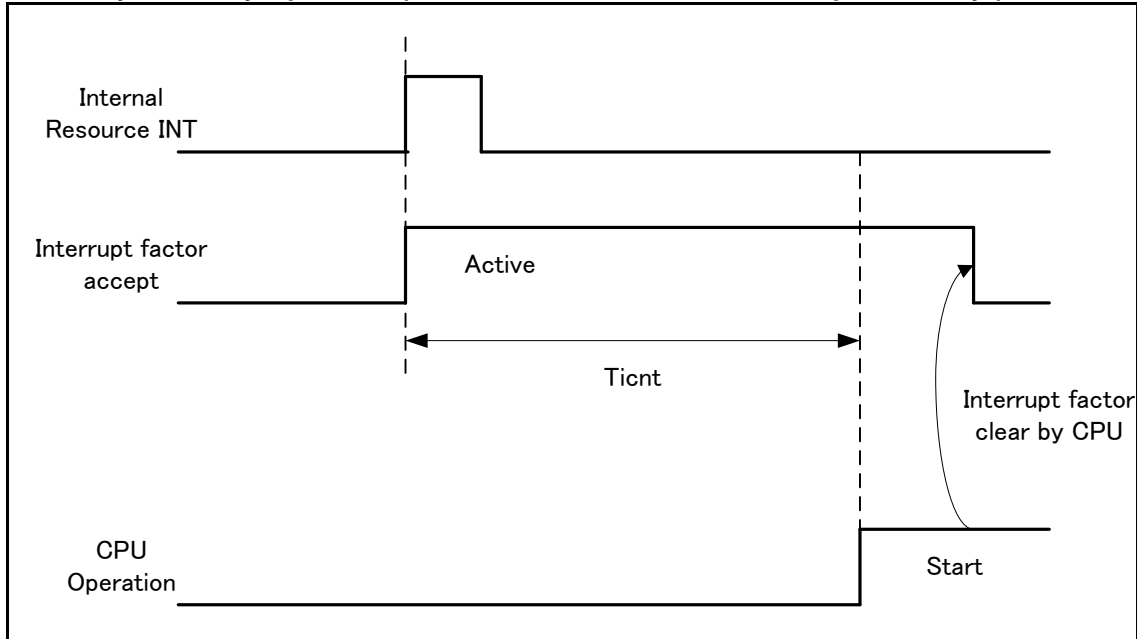 Internal
Resource INT
Interrupt factor
accept
Active
Ticnt
Interrupt factor
clear by CPU
CPU
Operation
Start